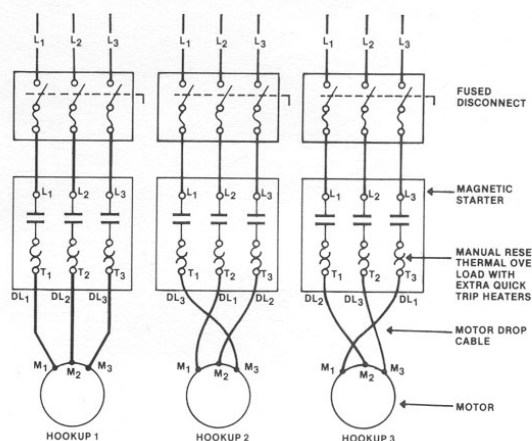 L1 L2 L3 L1 L2 L3 L1 L2 L3
FUSED
DISCONNECT
L1 L2 L3 L1 L2 L3 L1 L2 L3
MAGNETIC
STARTER
MANUAL RESE
THERMAL OVE
LOAD WITH
EXTRA QUICK
TRIP HEATERS
T1 T2 T3 T1 T2 T3 T1 T2 T3
DL1 DL2 DL3 DL3 DL1 DL2 DL2 DL3 DL1
MOTOR DROP
CABLE
M1 M2 M3 M1 M2 M3 M1 M2 M3
MOTOR
HOOKUP 1 HOOKUP 2 HOOKUP 3